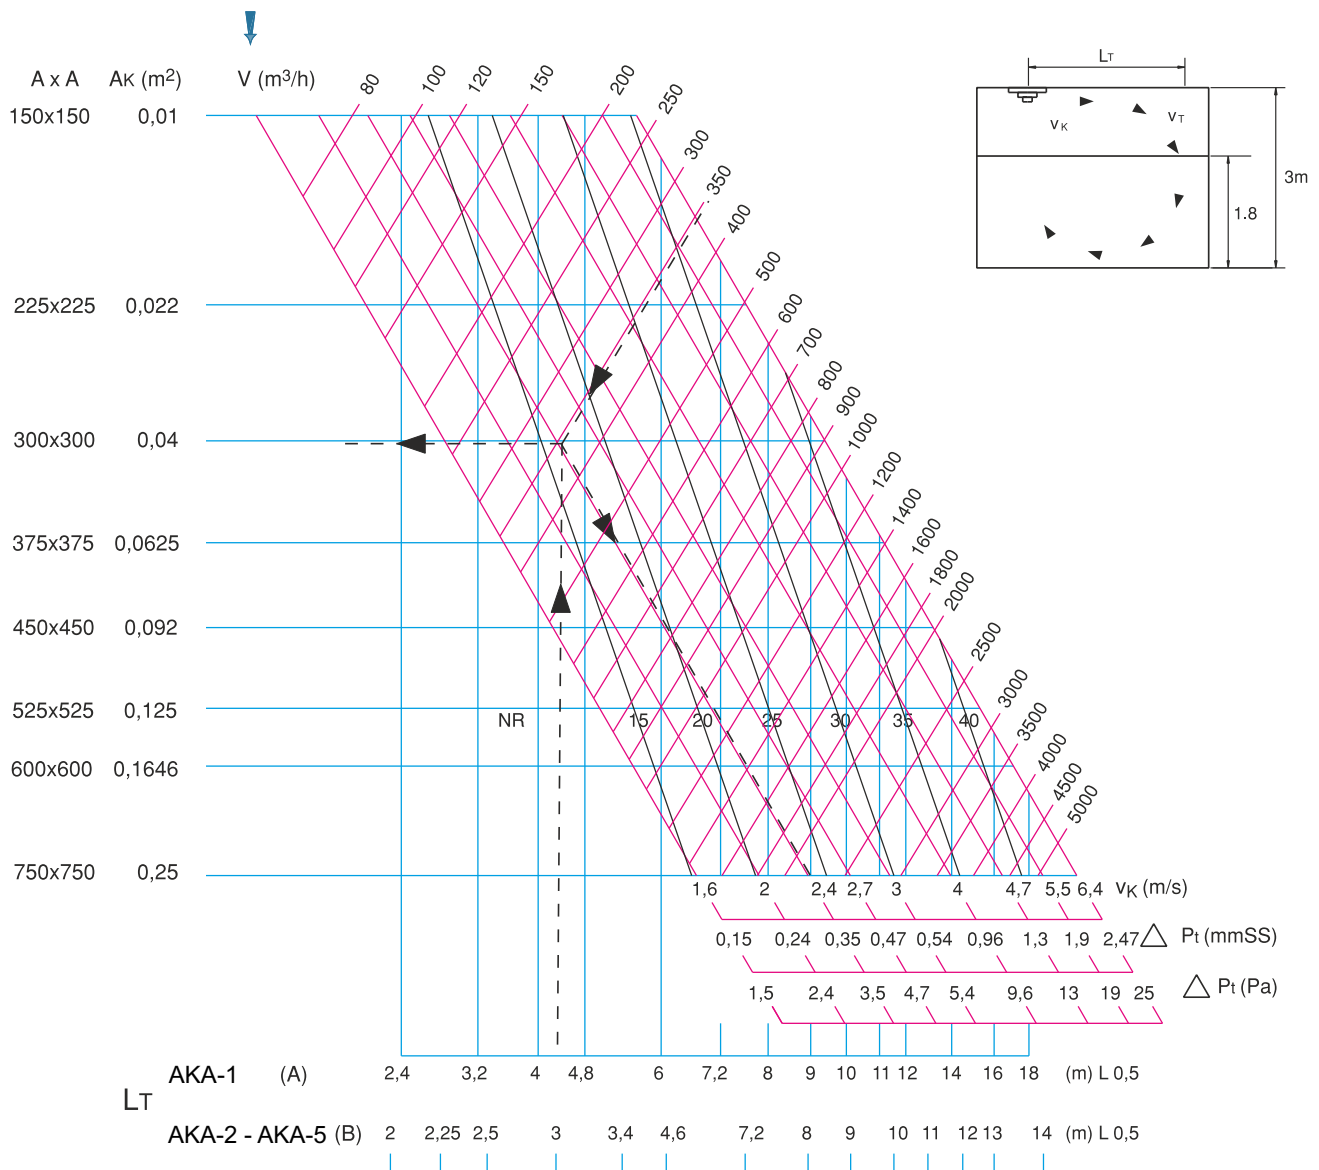 A x A AK (m2) V (m3/h) 80 100 120 150 200 250 300 350 400 500 600 700 800 900 1000 1200 1400 1600 1800 2000 2500 3000 3500 4000 4500 5000
150x150 0,01
225x225 0,022
300x300 0,04
375x375 0,0625
450x450 0,092
525x525 0,125
NR 15 20 25 30 35 40
600x600 0,1646
750x750 0,25
1,6 2 2,4 2,7 3 4 4,7 5,5 6,4 vK (m/s)
0,15 0,24 0,35 0,47 0,54 0,96 1,3 1,9 2,47 △ Pt (mmSS)
1,5 2,4 3,5 4,7 5,4 9,6 13 19 25 △ Pt (Pa)
LT
AKA-1 (A) 2,4 3,2 4 4,8 6 7,2 8 9 10 11 12 14 16 18 (m) L 0,5
AKA-2 - AKA-5 (B) 2 2,25 2,5 3 3,4 4,6 7,2 8 9 10 11 12 13 14 (m) L 0,5
LT
vK vT
3m
1.8